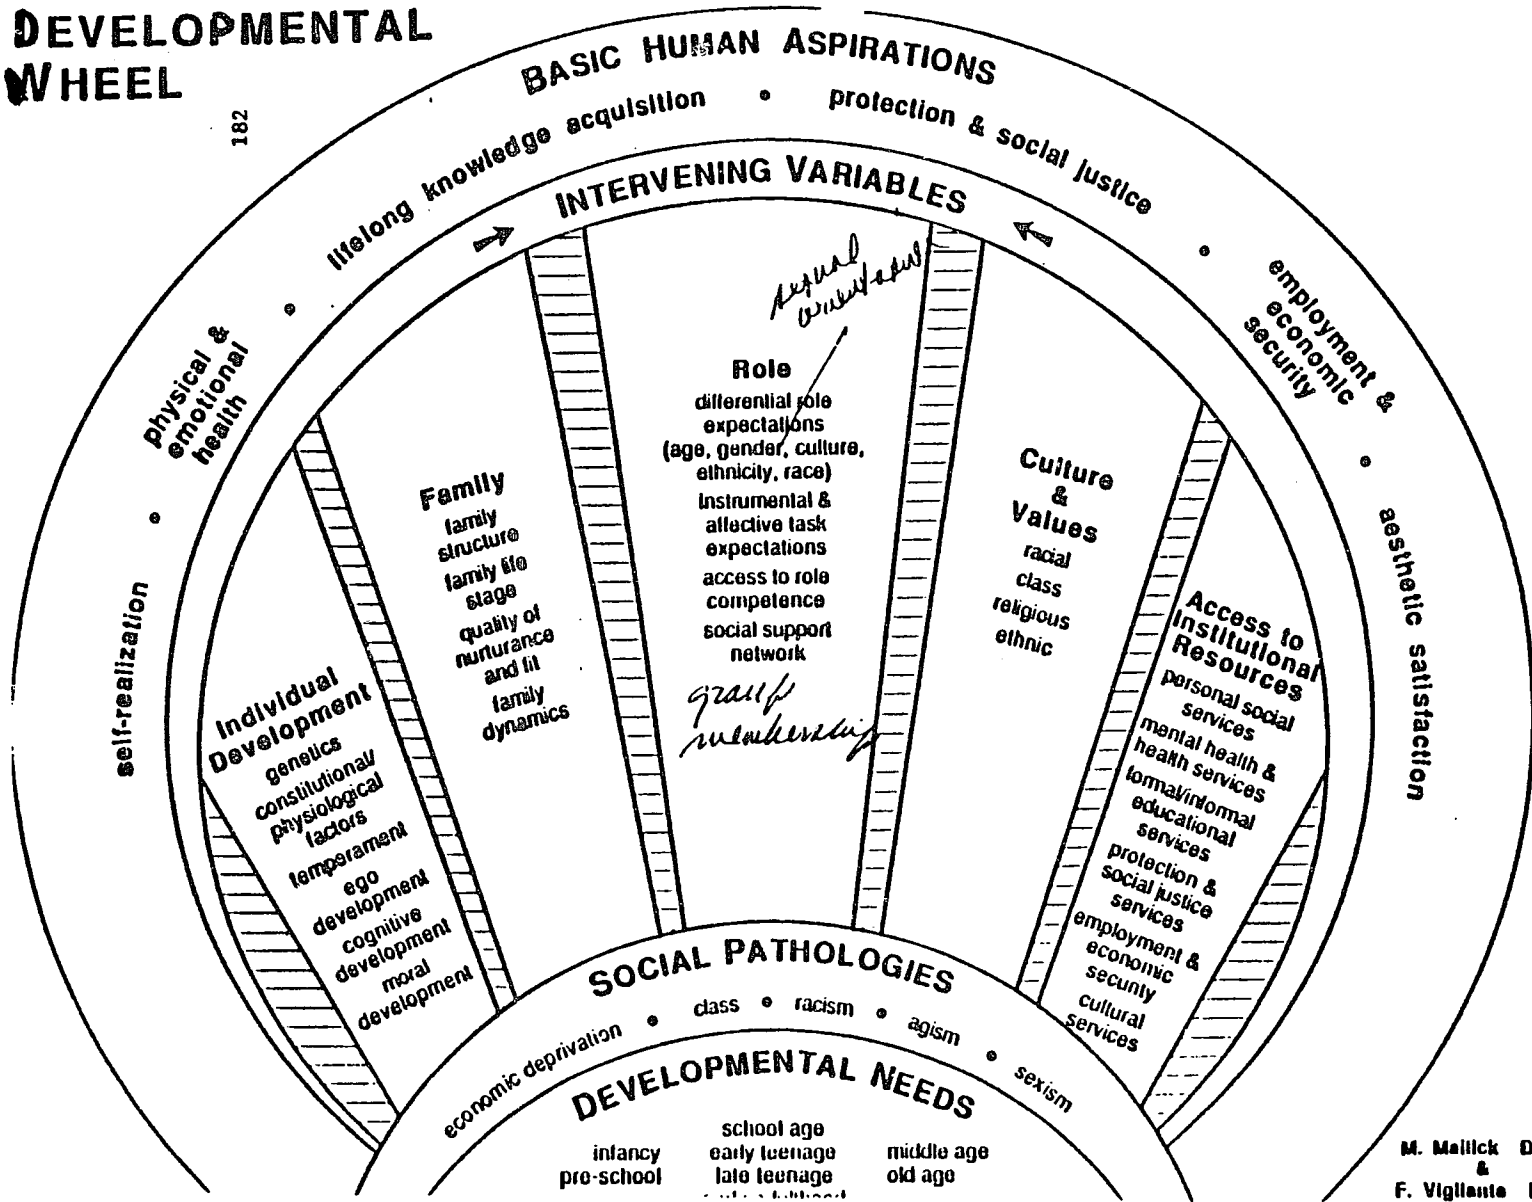 DEVELOPMENTAL
WHEEL
182
BASIC HUMAN ASPIRATIONS
self-realization • physical &
emotional
health • lifelong knowledge acquisition • protection & social justice • employment &
economic
security • aesthetic satisfaction
INTERVENING VARIABLES
Individual
Development
genetics
constitutional/
physiological
factors
temperament
ego
development
cognitive
development
moral
development
Family
family
structure
family life
stage
quality of
nurturance
and fit
family
dynamics
sexual
orientation
Role
differential role
expectations
(age, gender, culture,
ethnicity, race)
instrumental &
affective task
expectations
access to role
competence
social support
network
group
membership
Culture
&
Values
racial
class
religious
ethnic
Access to
Institutional
Resources
personal social
services
mental health &
health services
formal/informal
educational
services
protection &
social justice
services
employment &
economic
security
cultural
services
SOCIAL PATHOLOGIES
economic deprivation • class • racism • agism • sexism
DEVELOPMENTAL NEEDS
infancy
pre-school
school age
early teenage
late teenage
middle age
old age
M. Mallick D
&
F. Vigilante